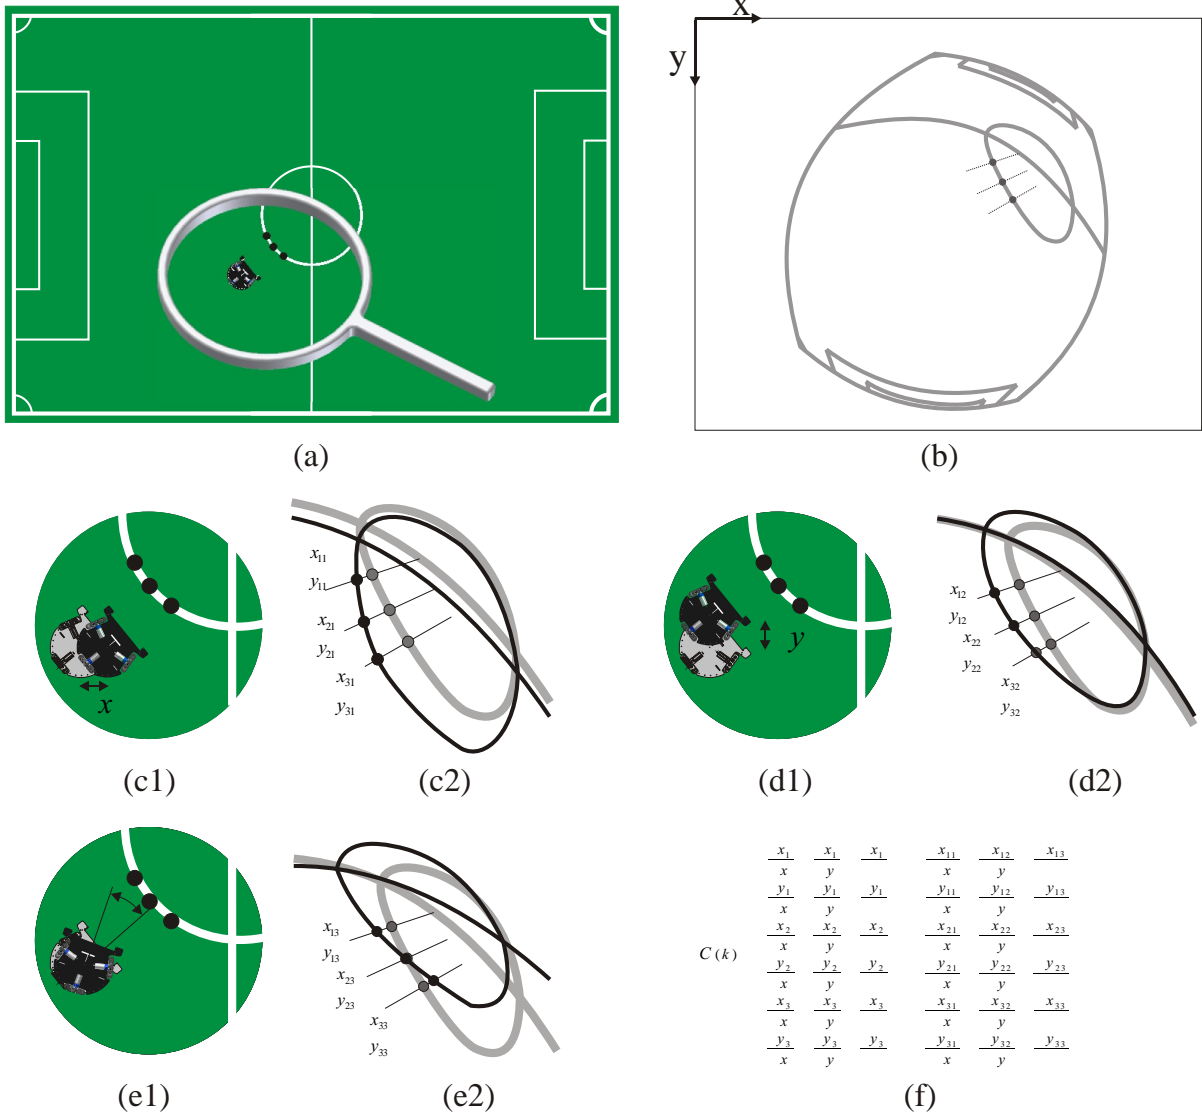 x
y
(a)
(b)
x₁₁
y₁₁
x₂₁
y₂₁
x₃₁
y₃₁
x
x₁₂
y₁₂
x₂₂
y₂₂
x₃₂
y₃₂
y
(c1)
(c2)
(d1)
(d2)
x₁₃
y₁₃
x₂₃
y₂₃
x₃₃
y₃₃
x₁ x₁ x₁ x₁₁ x₁₂ x₁₃
x y x y
y₁ y₁ y₁ y₁₁ y₁₂ y₁₃
x y x y
x₂ x₂ x₂ x₂₁ x₂₂ x₂₃
x y x y
C(k)
y₂ y₂ y₂ y₂₁ y₂₂ y₂₃
x y x y
x₃ x₃ x₃ x₃₁ x₃₂ x₃₃
x y x y
y₃ y₃ y₃ y₃₁ y₃₂ y₃₃
x y x y
(e1)
(e2)
(f)